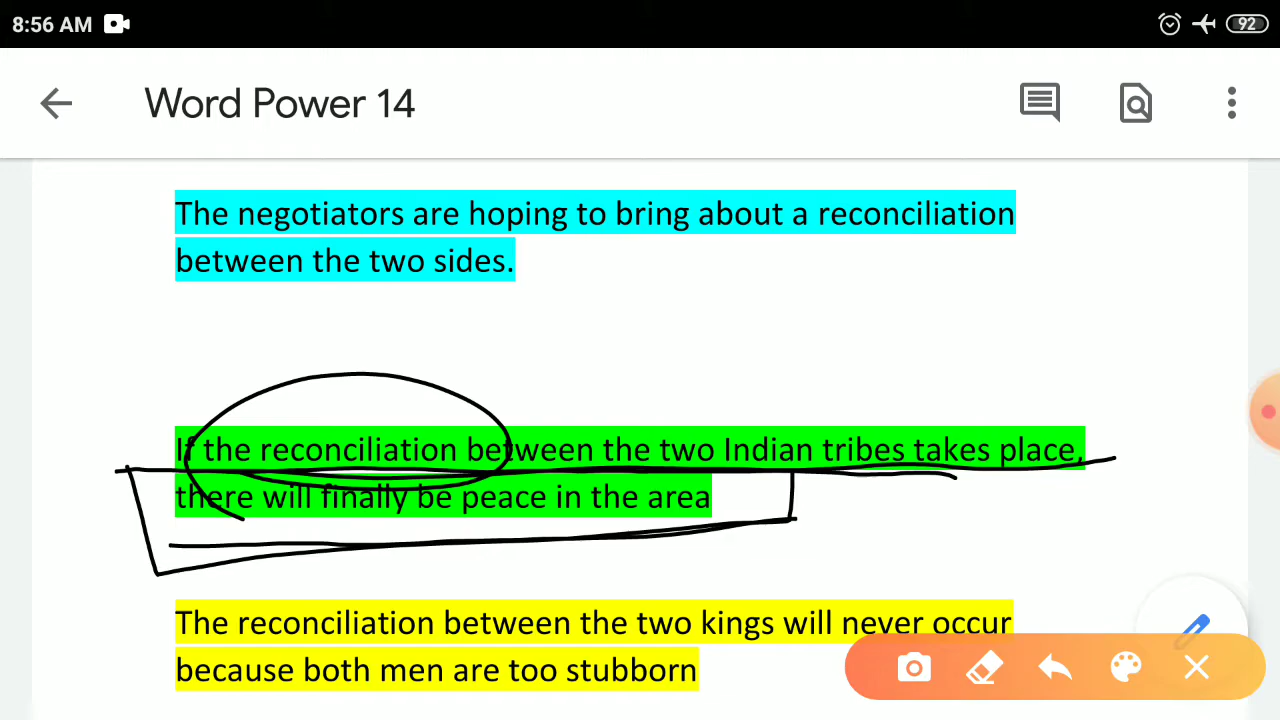 8:56 AM
92
Word Power 14
The negotiators are hoping to bring about a reconciliation
between the two sides.
If the reconciliation between the two Indian tribes takes place,
there will finally be peace in the area
The reconciliation between the two kings will never occur
because both men are too stubborn